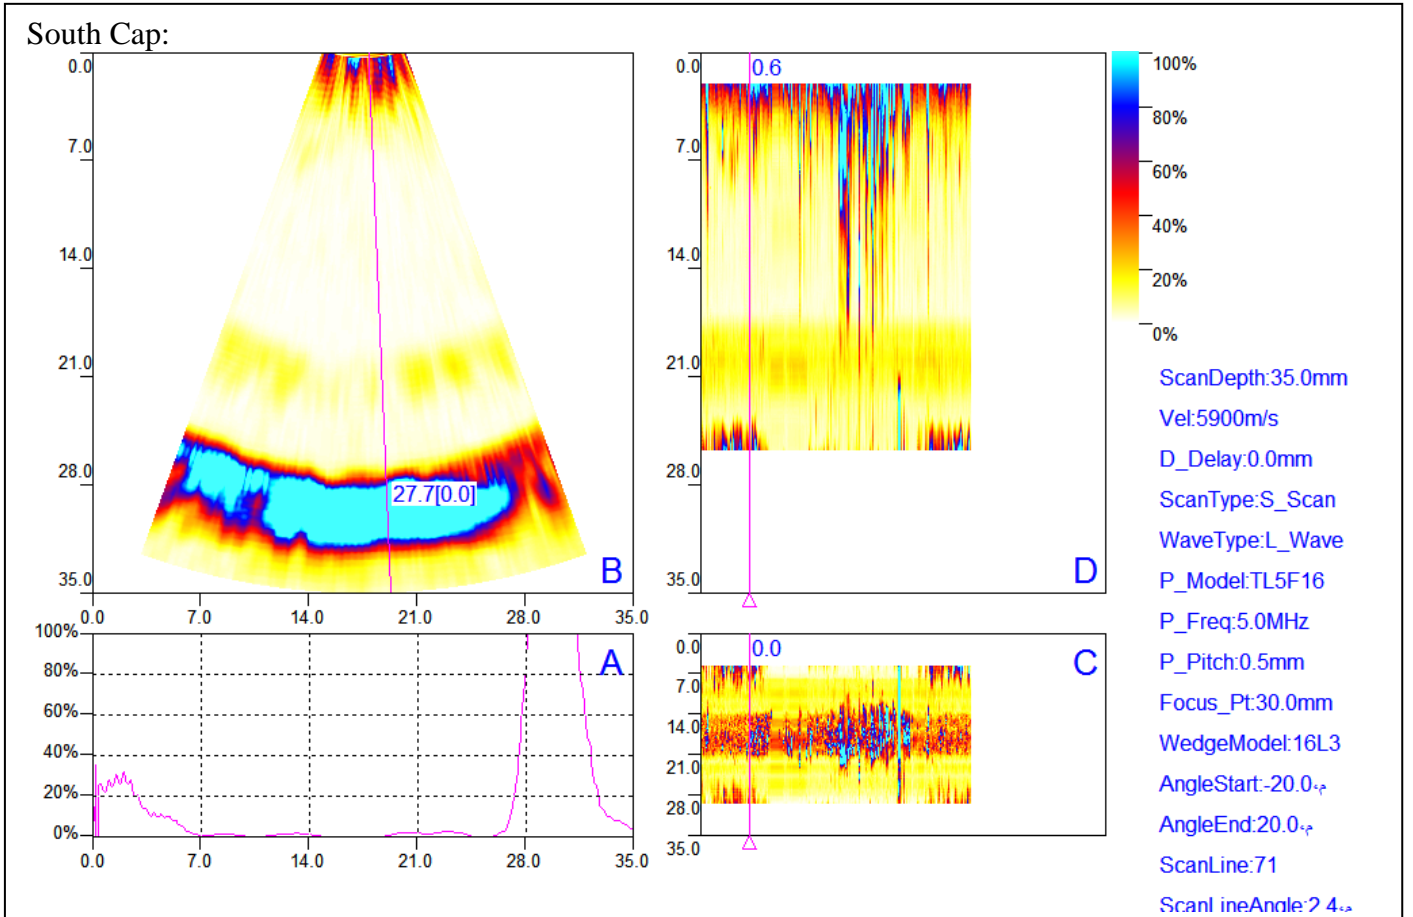 South Cap:
0.0
7.0
14.0
21.0
28.0
35.0
0.0 7.0 14.0 21.0 28.0 35.0
27.7[0.0]
B
0.0
7.0
14.0
21.0
28.0
35.0
0.6
D
100%
80%
60%
40%
20%
0%
100%
80%
60%
40%
20%
0%
0.0 7.0 14.0 21.0 28.0 35.0
A
0.0
7.0
14.0
21.0
28.0
35.0
0.0
C
ScanDepth:35.0mm
Vel:5900m/s
D_Delay:0.0mm
ScanType:S_Scan
WaveType:L_Wave
P_Model:TL5F16
P_Freq:5.0MHz
P_Pitch:0.5mm
Focus_Pt:30.0mm
WedgeModel:16L3
AngleStart:-20.0
AngleEnd:20.0
ScanLine:71
ScanLineAngle:2.4